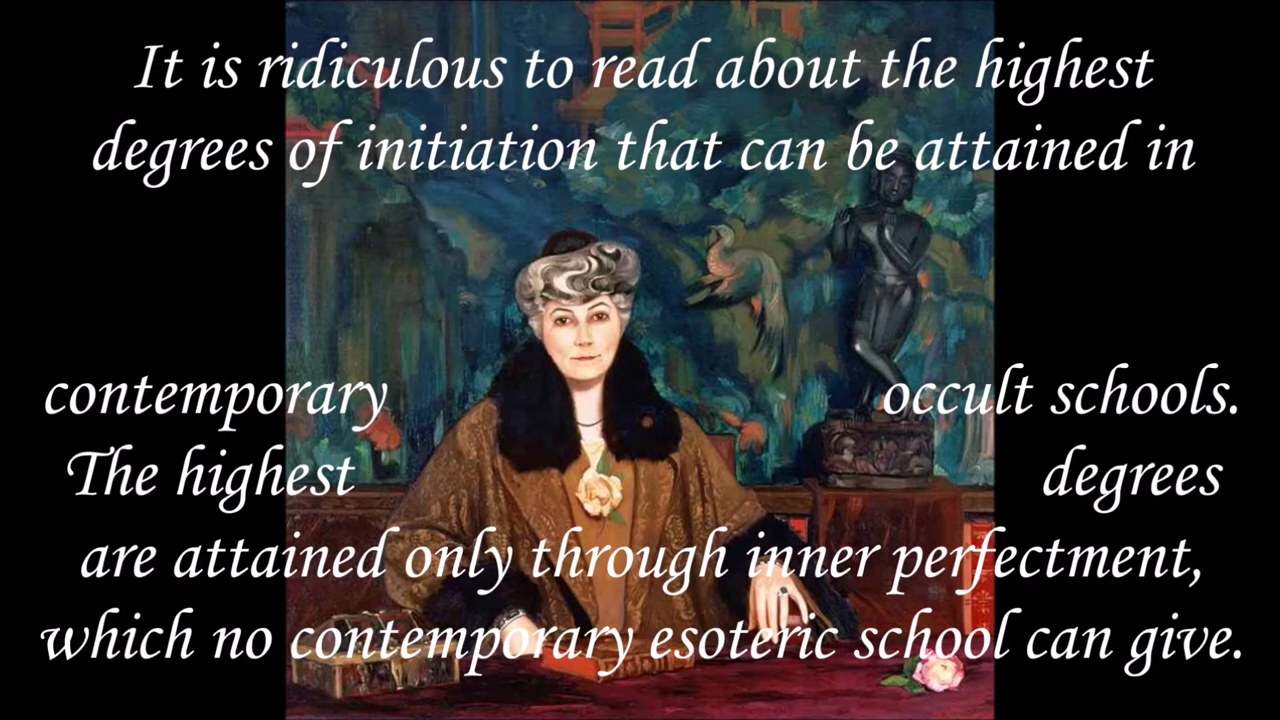 It is ridiculous to read about the highest
degrees of initiation that can be attained in
contemporary occult schools.
The highest degrees
are attained only through inner perfectment,
which no contemporary esoteric school can give.